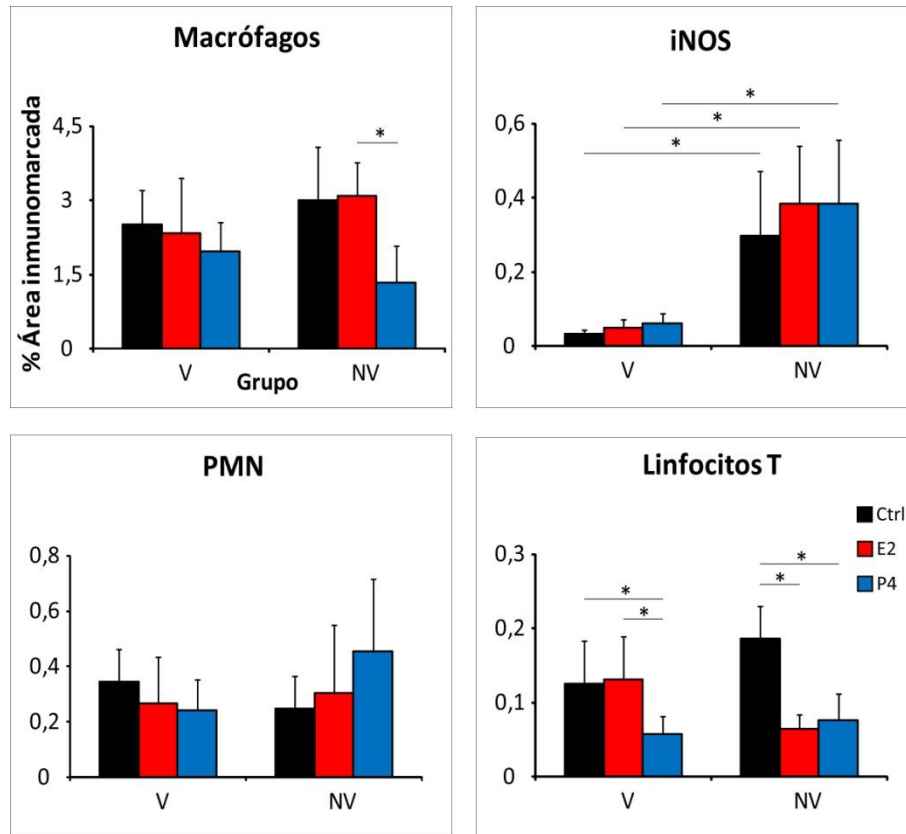 Macrófagos
% Área inmunomarcada
4,5
3
1,5
0
*
V
NV
Grupo
iNOS
0,6
0,4
0,2
0
*
*
*
V
NV
PMN
0,8
0,6
0,4
0,2
0
V
NV
Linfocitos T
Ctrl
E2
P4
0,3
0,2
0,1
0
*
*
*
*
V
NV